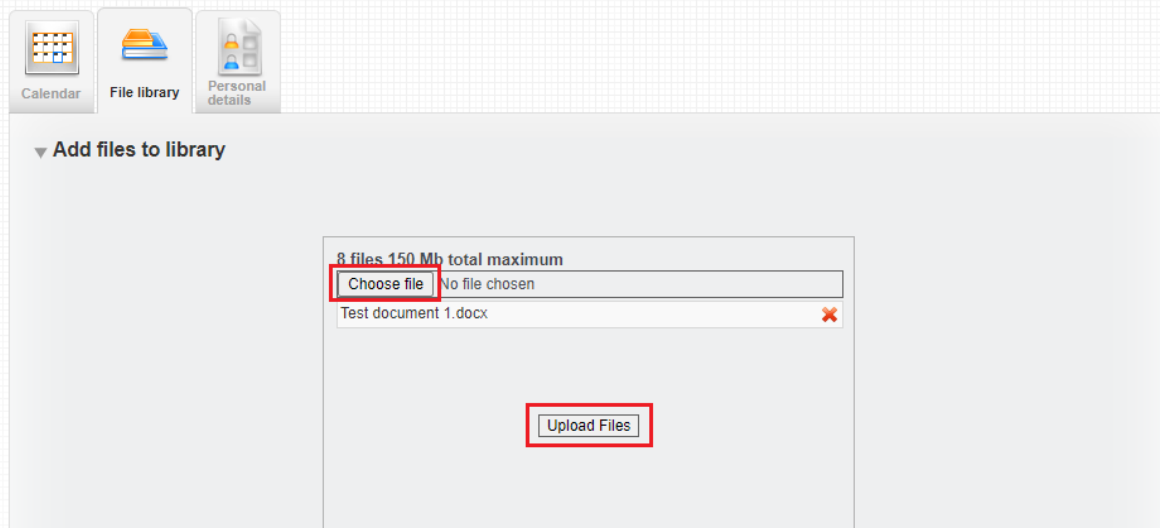 Calendar
File library
Personal
details
Add files to library
8 files 150 Mb total maximum
Choose file No file chosen
Test document 1.docx
Upload Files